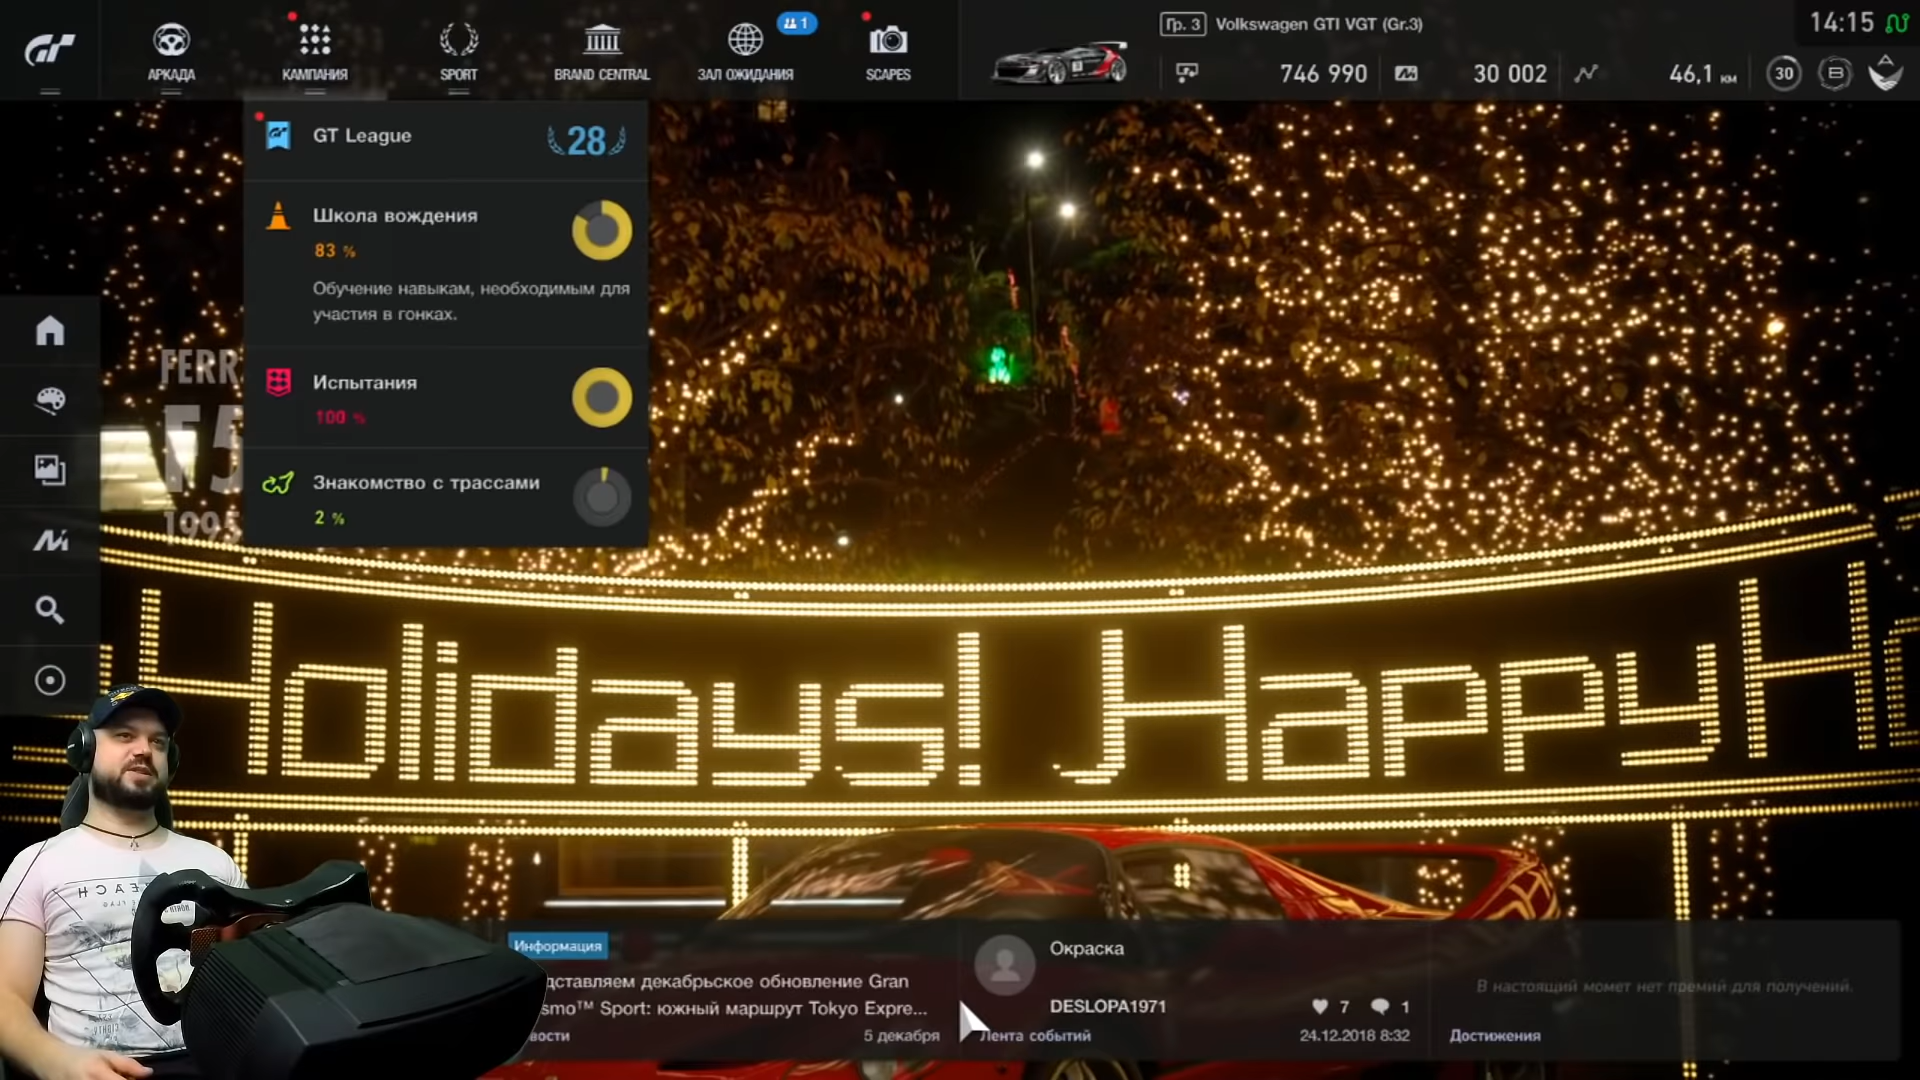 АРКАДА
КАМПАНИЯ
SPORT
BRAND CENTRAL
ЗАЛ ОЖИДАНИЯ
1
SCAPES
Гр. 3 Volkswagen GTI VGT (Gr.3)
14:15
746 990
30 002
46,1 км
30
B
A
GT League
28
Школа вождения
83 %
Обучение навыкам, необходимым для
участия в гонках.
Испытания
100 %
Знакомство с трассами
2 %
FERR
F5
1995
Holidays! Happy Ho
Информация
дставляем декабрьское обновление Gran
smo™ Sport: южный маршрут Tokyo Expre...
вости
5 декабря
Окраска
DESLOPA1971
7
1
Лента событий
24.12.2018 8:32
В настоящий момет нет премий для получения.
Достижения